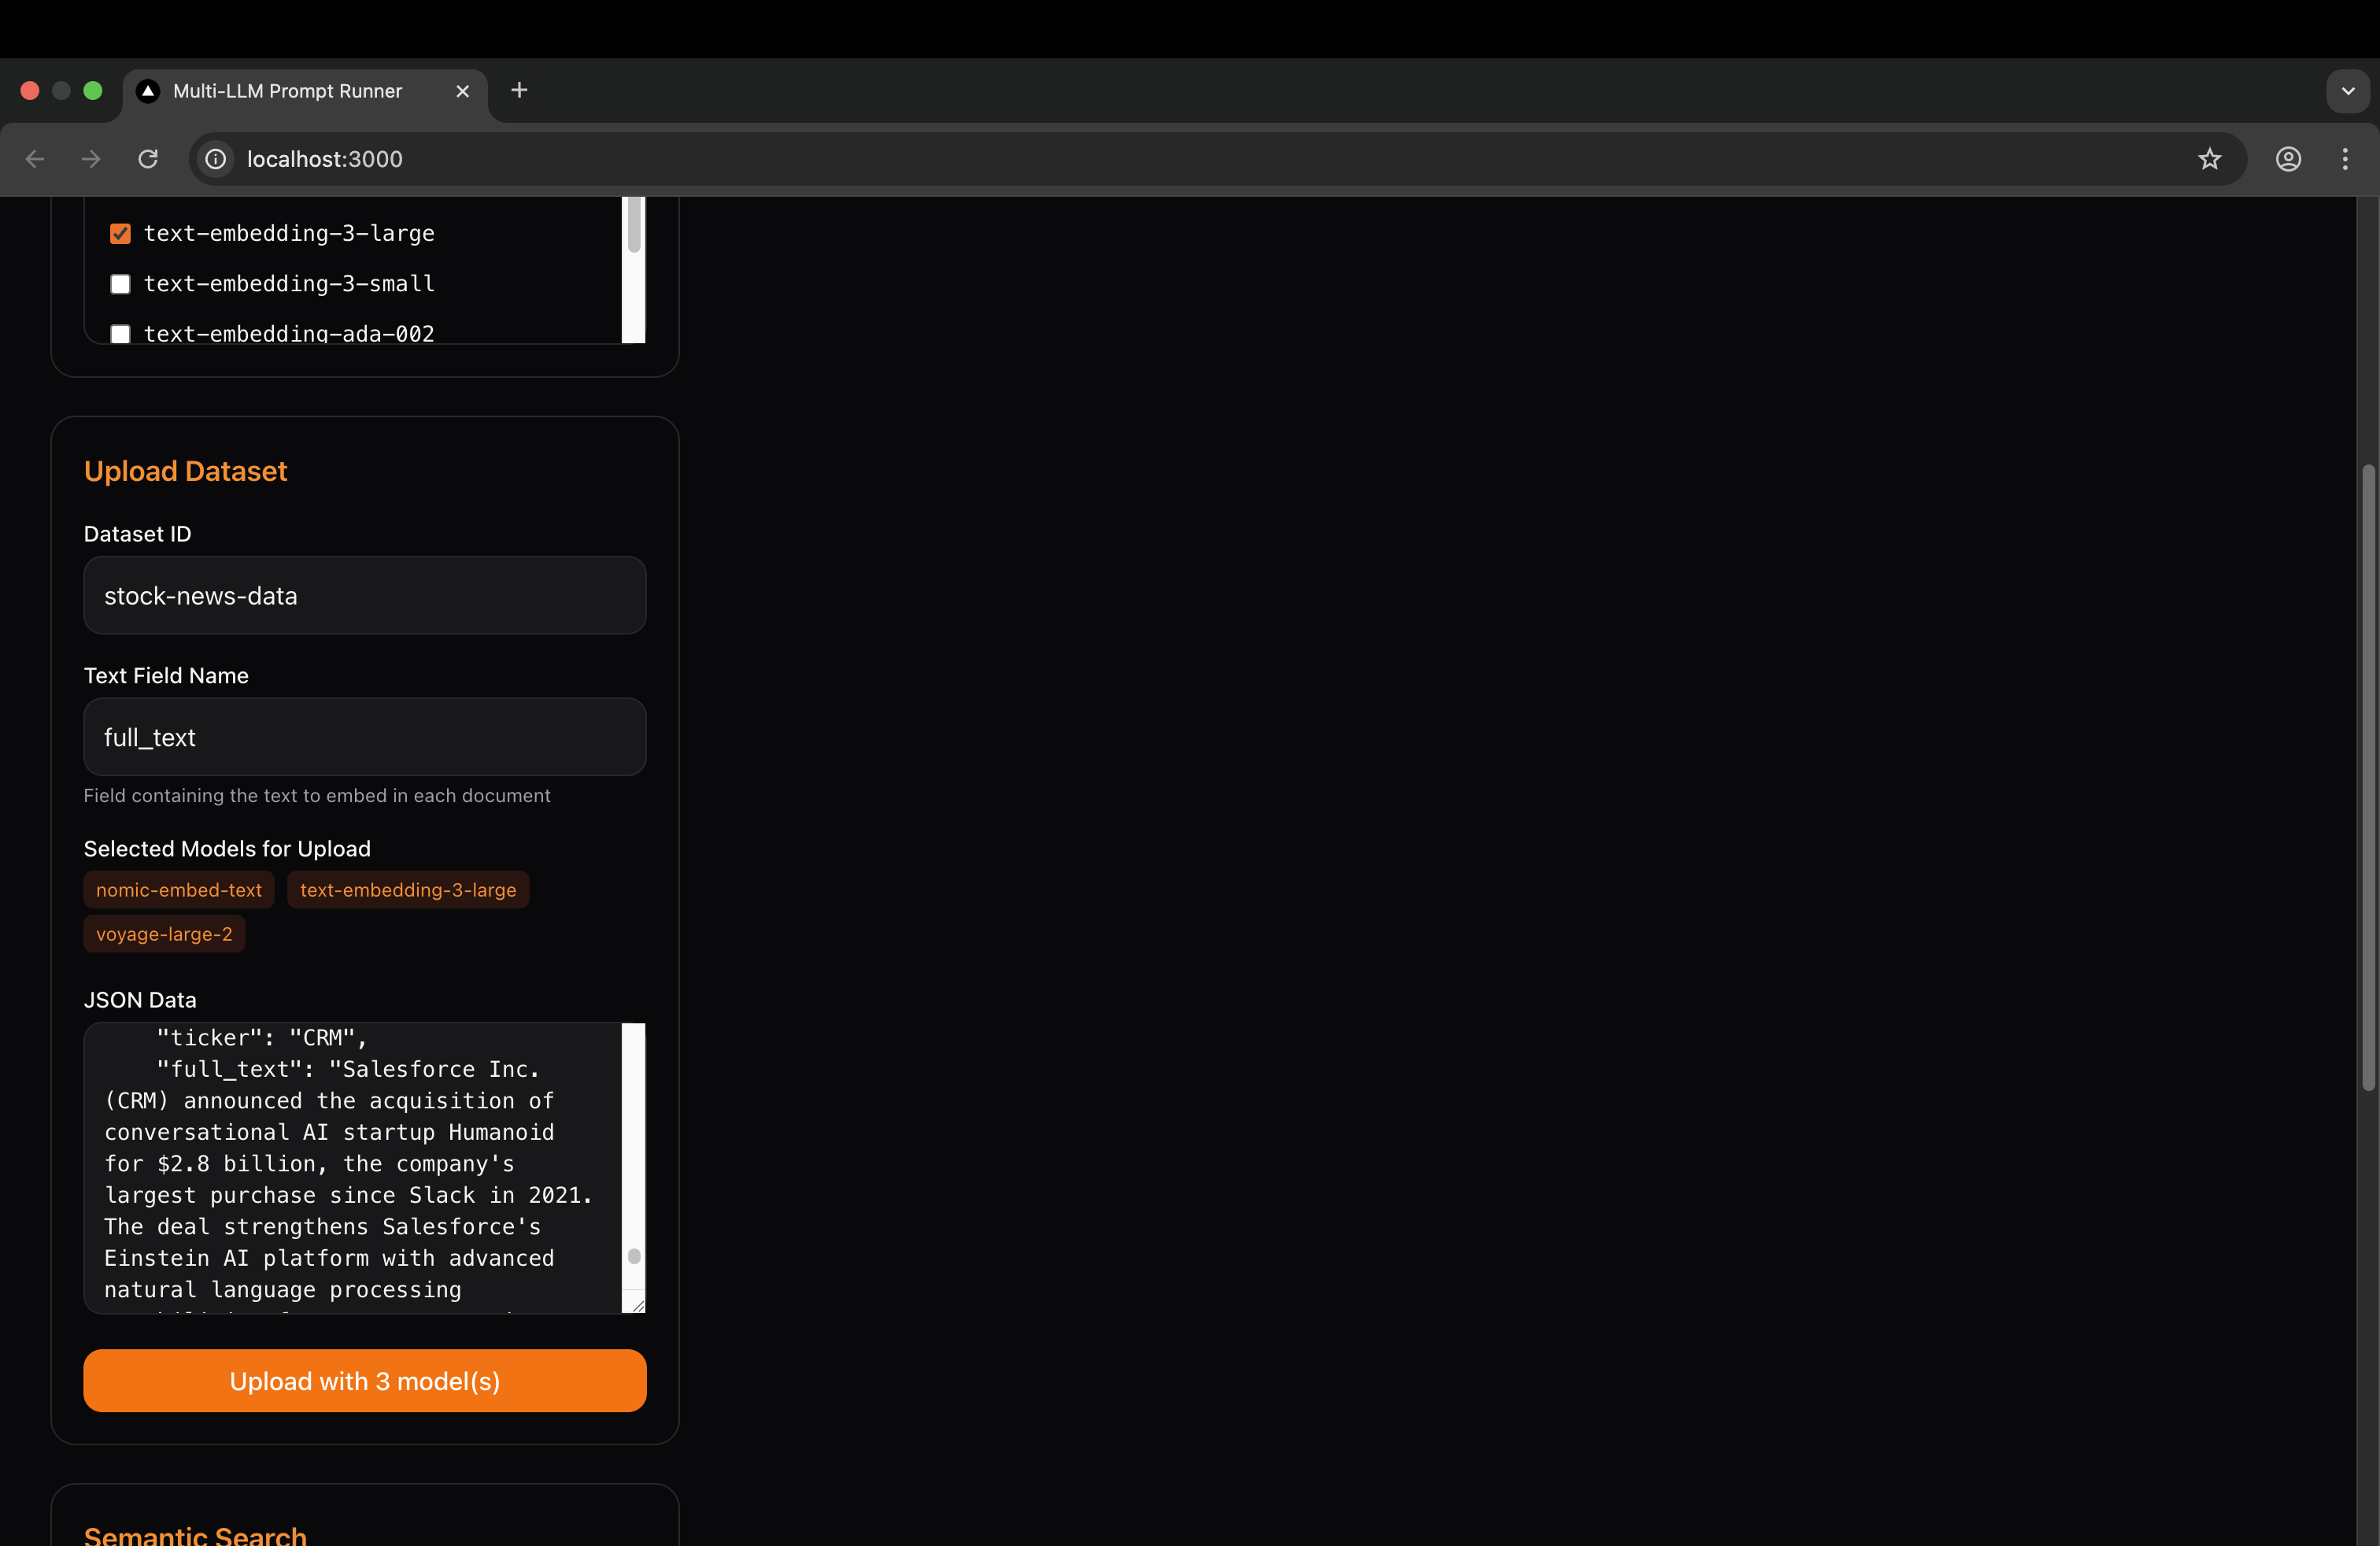 Multi-LLM Prompt Runner
localhost:3000
text-embedding-3-large
text-embedding-3-small
text-embedding-ada-002
Upload Dataset
Dataset ID
stock-news-data
Text Field Name
full_text
Field containing the text to embed in each document
Selected Models for Upload
nomic-embed-text text-embedding-3-large
voyage-large-2
JSON Data
"ticker": "CRM",
"full_text": "Salesforce Inc.
(CRM) announced the acquisition of
conversational AI startup Humanoid
for $2.8 billion, the company's
largest purchase since Slack in 2021.
The deal strengthens Salesforce's
Einstein AI platform with advanced
natural language processing
Upload with 3 model(s)
Semantic Search